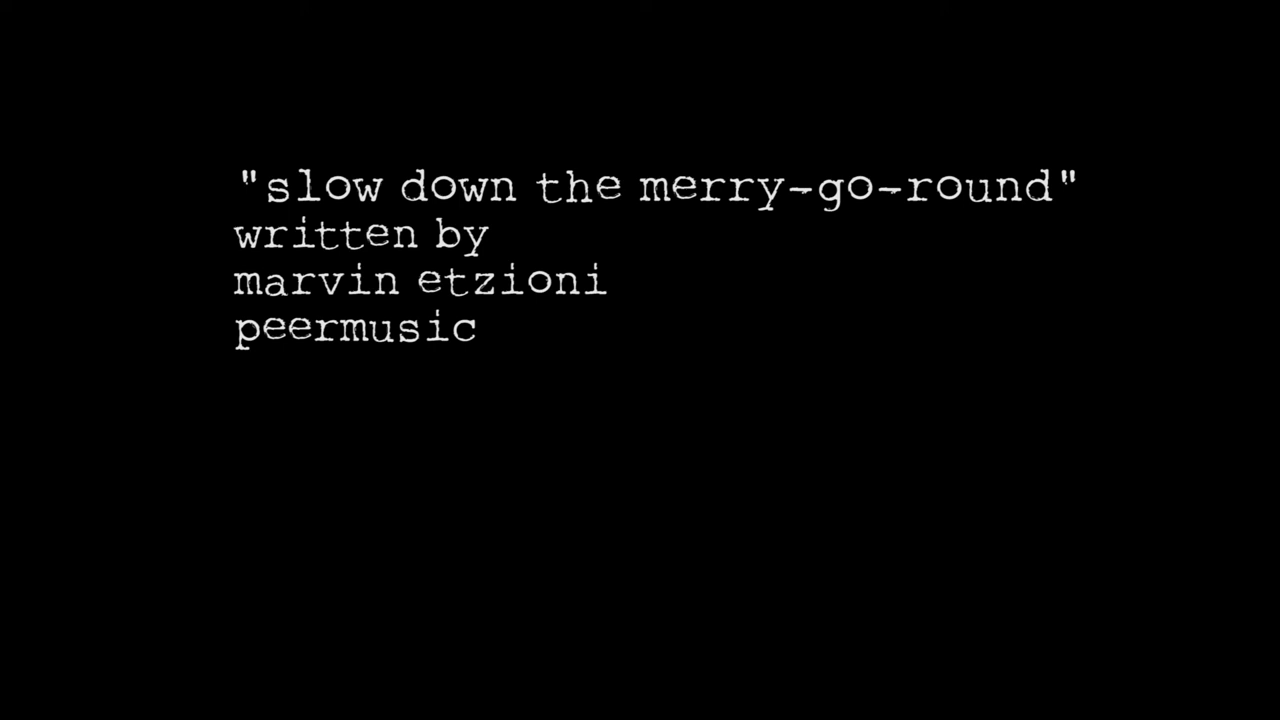 "slow down the merry-go-round"
written by
marvin etzioni
peermusic